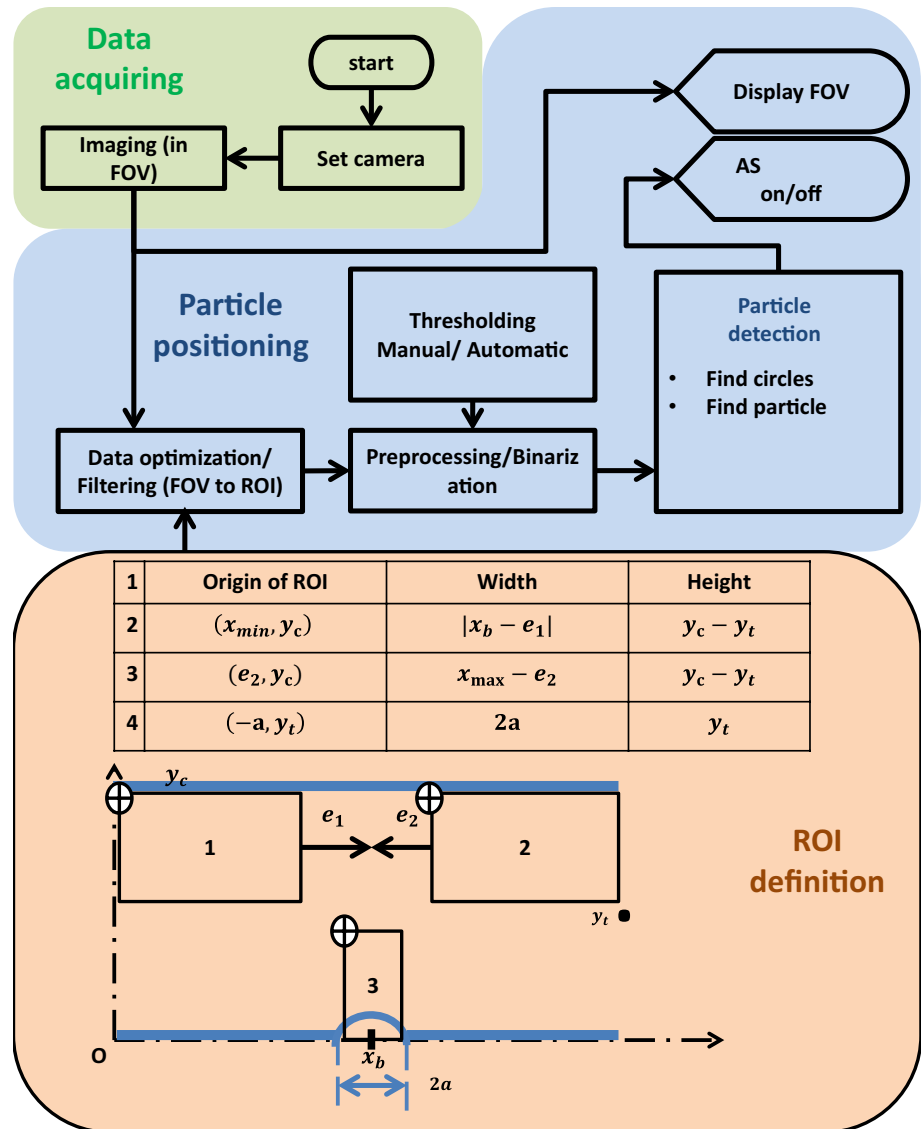 Data
acquiring
start
Imaging (in
FOV)
Set camera
Display FOV
AS
on/off
Particle
positioning
Thresholding
Manual/ Automatic
Particle
detection
• Find circles
• Find particle
Data optimization/
Filtering (FOV to ROI)
Preprocessing/Binariz
ation
1 Origin of ROI Width Height
2 (x_min, y_c) |x_b − e_1| y_c − y_t
3 (e_2, y_c) x_max − e_2 y_c − y_t
4 (−a, y_t) 2a y_t
y_c
e_1 e_2
1 2
ROI
definition
y_t
3
O
x_b
2a